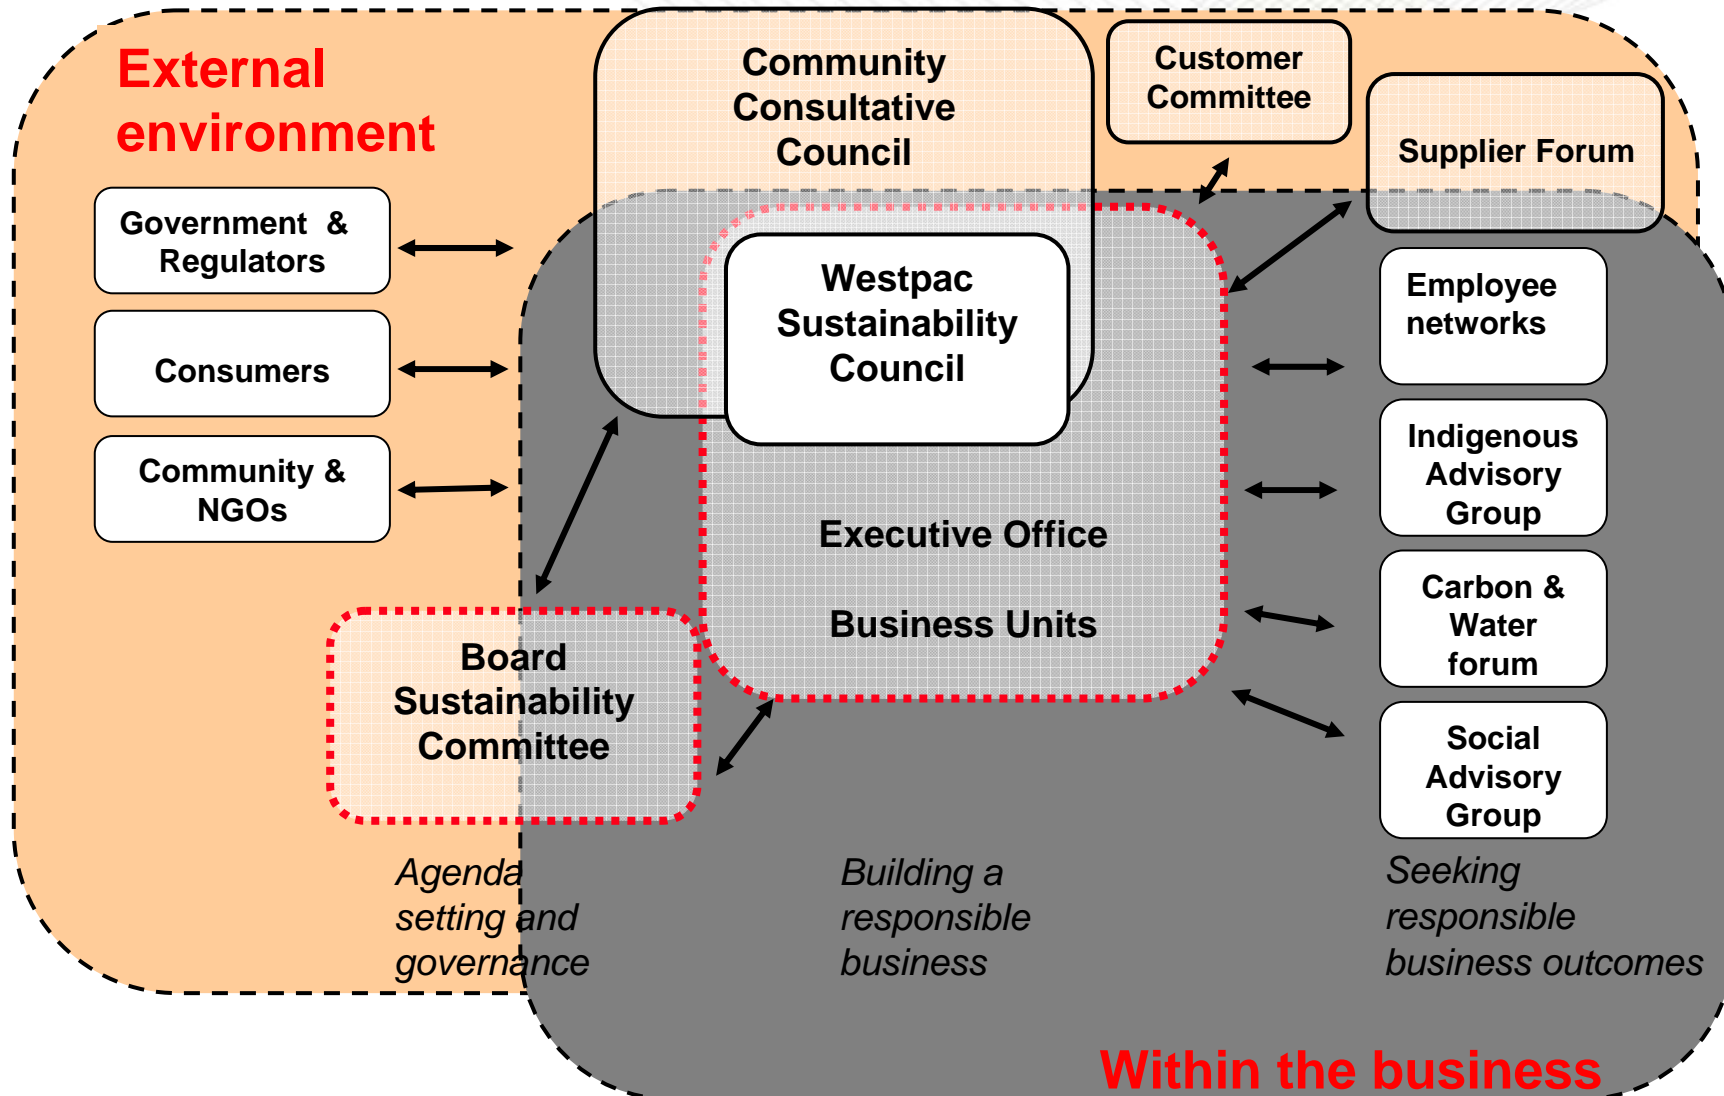 External
environment
Community
Consultative
Council
Customer
Committee
Supplier Forum
Government  &
Regulators
Consumers
Community &
NGOs
Westpac
Sustainability
Council
Executive Office
Business Units
Board
Sustainability
Committee
Employee
networks
Indigenous
Advisory
Group
Carbon &
Water
forum
Social
Advisory
Group
Agenda
setting and
governance
Building a
responsible
business
Seeking
responsible
business outcomes
Within the business